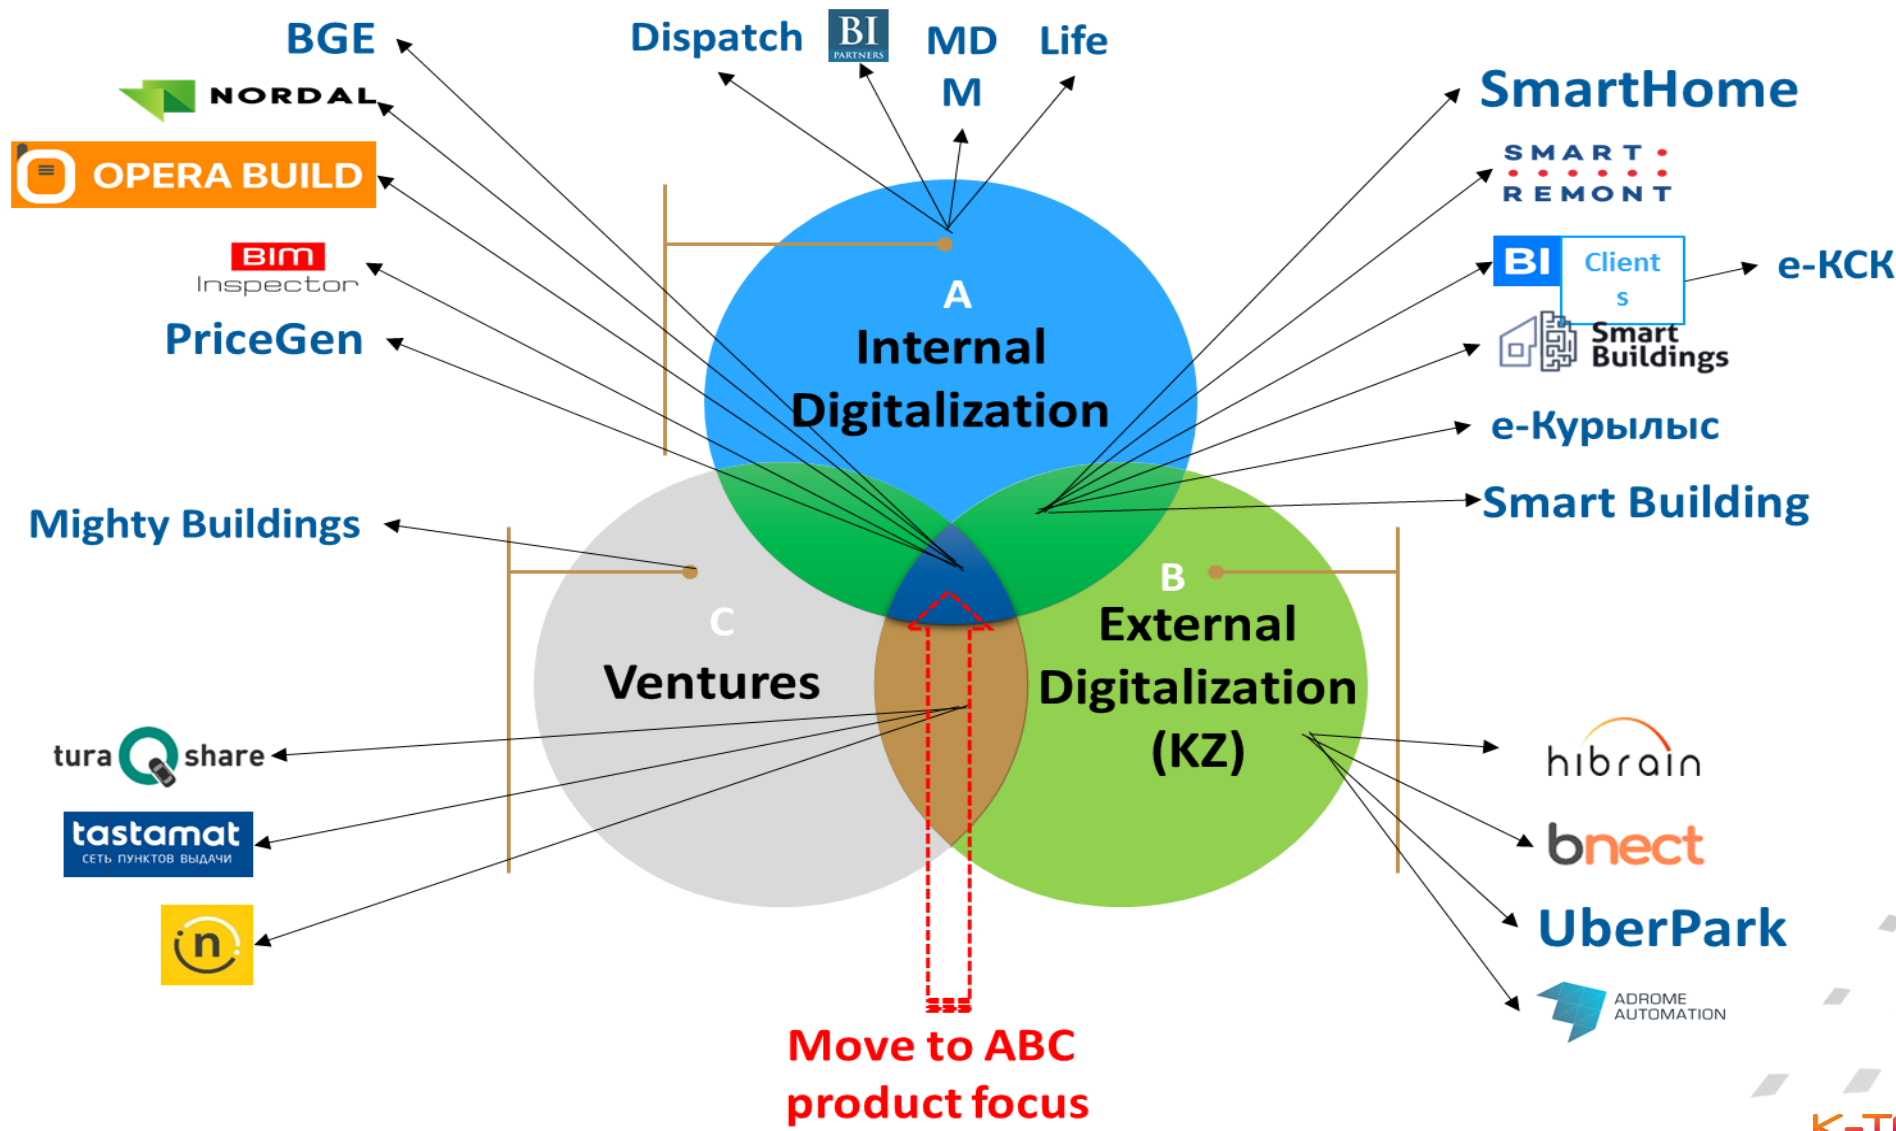 BGE
NORDAL
OPERA BUILD
BIM
Inspector
PriceGen
Mighty Buildings
tura share
tastamat
СЕТЬ ПУНКТОВ ВЫДАЧИ
in
Dispatch
BI
PARTNERS
MD
M
Life
A
Internal
Digitalization
C
Ventures
B
External
Digitalization
(KZ)
Move to ABC
product focus
SmartHome
SMART
REMONT
BI
Client
s
е-КСК
Smart
Buildings
е-Курылыс
Smart Building
hibrain
bnect
UberPark
ADROME
AUTOMATION